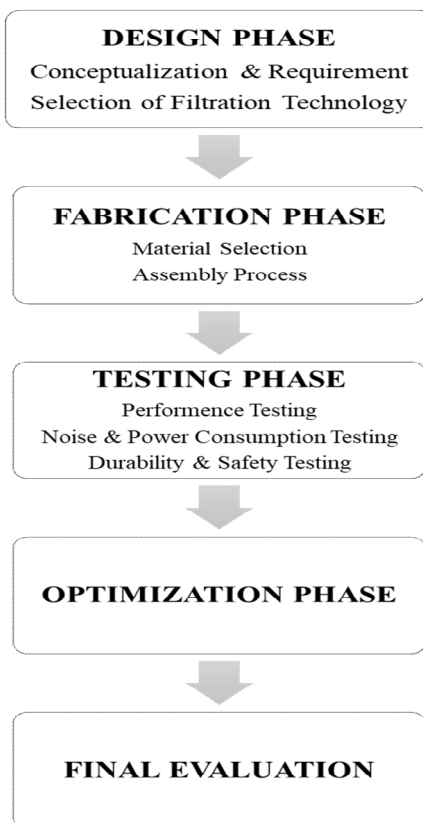 DESIGN PHASE
Conceptualization & Requirement
Selection of Filtration Technology
FABRICATION PHASE
Material Selection
Assembly Process
TESTING PHASE
Performence Testing
Noise & Power Consumption Testing
Durability & Safety Testing
OPTIMIZATION PHASE
FINAL EVALUATION